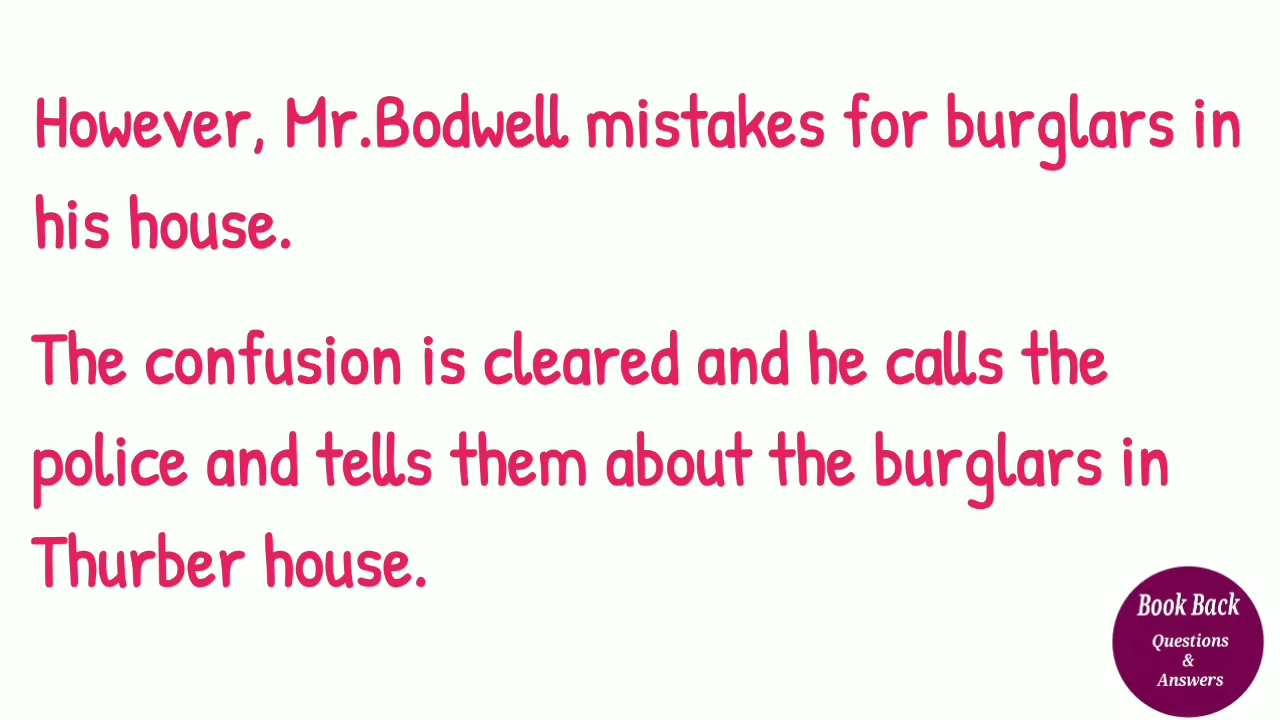 However, Mr.Bodwell mistakes for burglars in
his house.
The confusion is cleared and he calls the
police and tells them about the burglars in
Thurber house.
Book Back
Questions
&
Answers